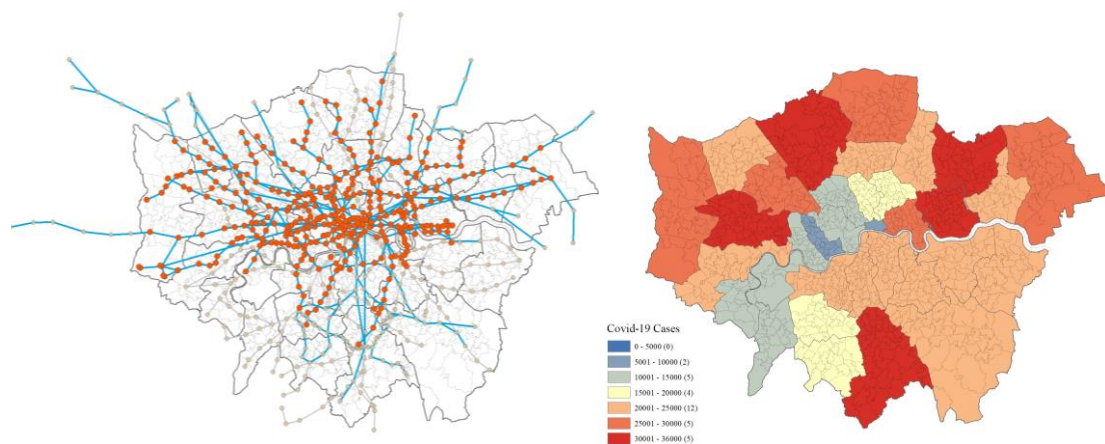 Covid-19 Cases
0 - 5000 (0)
5001 - 10000 (2)
10001 - 15000 (5)
15001 - 20000 (4)
20001 - 25000 (12)
25001 - 30000 (5)
30001 - 36000 (5)